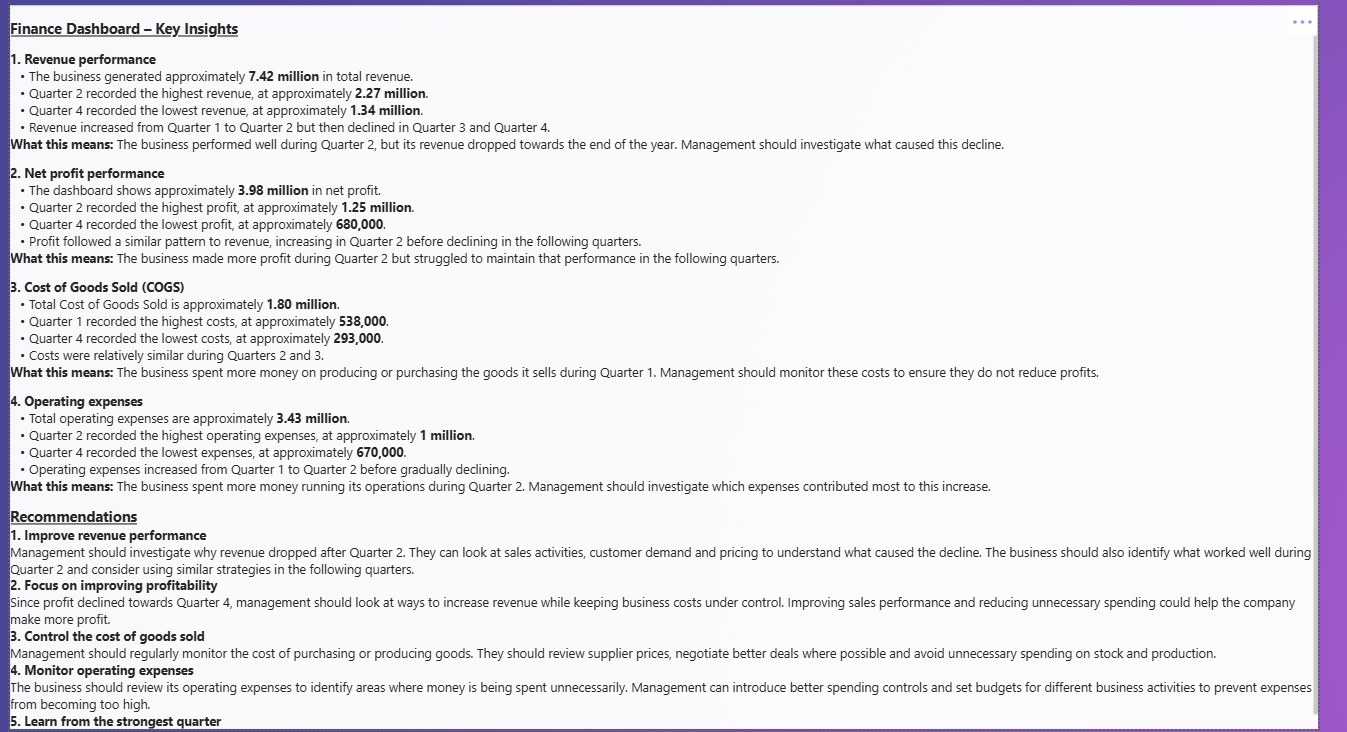 Finance Dashboard – Key Insights
1. Revenue performance
• The business generated approximately 7.42 million in total revenue.
• Quarter 2 recorded the highest revenue, at approximately 2.27 million.
• Quarter 4 recorded the lowest revenue, at approximately 1.34 million.
• Revenue increased from Quarter 1 to Quarter 2 but then declined in Quarter 3 and Quarter 4.
What this means: The business performed well during Quarter 2, but its revenue dropped towards the end of the year. Management should investigate what caused this decline.
2. Net profit performance
• The dashboard shows approximately 3.98 million in net profit.
• Quarter 2 recorded the highest profit, at approximately 1.25 million.
• Quarter 4 recorded the lowest profit, at approximately 680,000.
• Profit followed a similar pattern to revenue, increasing in Quarter 2 before declining in the following quarters.
What this means: The business made more profit during Quarter 2 but struggled to maintain that performance in the following quarters.
3. Cost of Goods Sold (COGS)
• Total Cost of Goods Sold is approximately 1.80 million.
• Quarter 1 recorded the highest costs, at approximately 538,000.
• Quarter 4 recorded the lowest costs, at approximately 293,000.
• Costs were relatively similar during Quarters 2 and 3.
What this means: The business spent more money on producing or purchasing the goods it sells during Quarter 1. Management should monitor these costs to ensure they do not reduce profits.
4. Operating expenses
• Total operating expenses are approximately 3.43 million.
• Quarter 2 recorded the highest operating expenses, at approximately 1 million.
• Quarter 4 recorded the lowest expenses, at approximately 670,000.
• Operating expenses increased from Quarter 1 to Quarter 2 before gradually declining.
What this means: The business spent more money running its operations during Quarter 2. Management should investigate which expenses contributed most to this increase.
Recommendations
1. Improve revenue performance
Management should investigate why revenue dropped after Quarter 2. They can look at sales activities, customer demand and pricing to understand what caused the decline. The business should also identify what worked well during
Quarter 2 and consider using similar strategies in the following quarters.
2. Focus on improving profitability
Since profit declined towards Quarter 4, management should look at ways to increase revenue while keeping business costs under control. Improving sales performance and reducing unnecessary spending could help the company
make more profit.
3. Control the cost of goods sold
Management should regularly monitor the cost of purchasing or producing goods. They should review supplier prices, negotiate better deals where possible and avoid unnecessary spending on stock and production.
4. Monitor operating expenses
The business should review its operating expenses to identify areas where money is being spent unnecessarily. Management can introduce better spending controls and set budgets for different business activities to prevent expenses
from becoming too high.
5. Learn from the strongest quarter